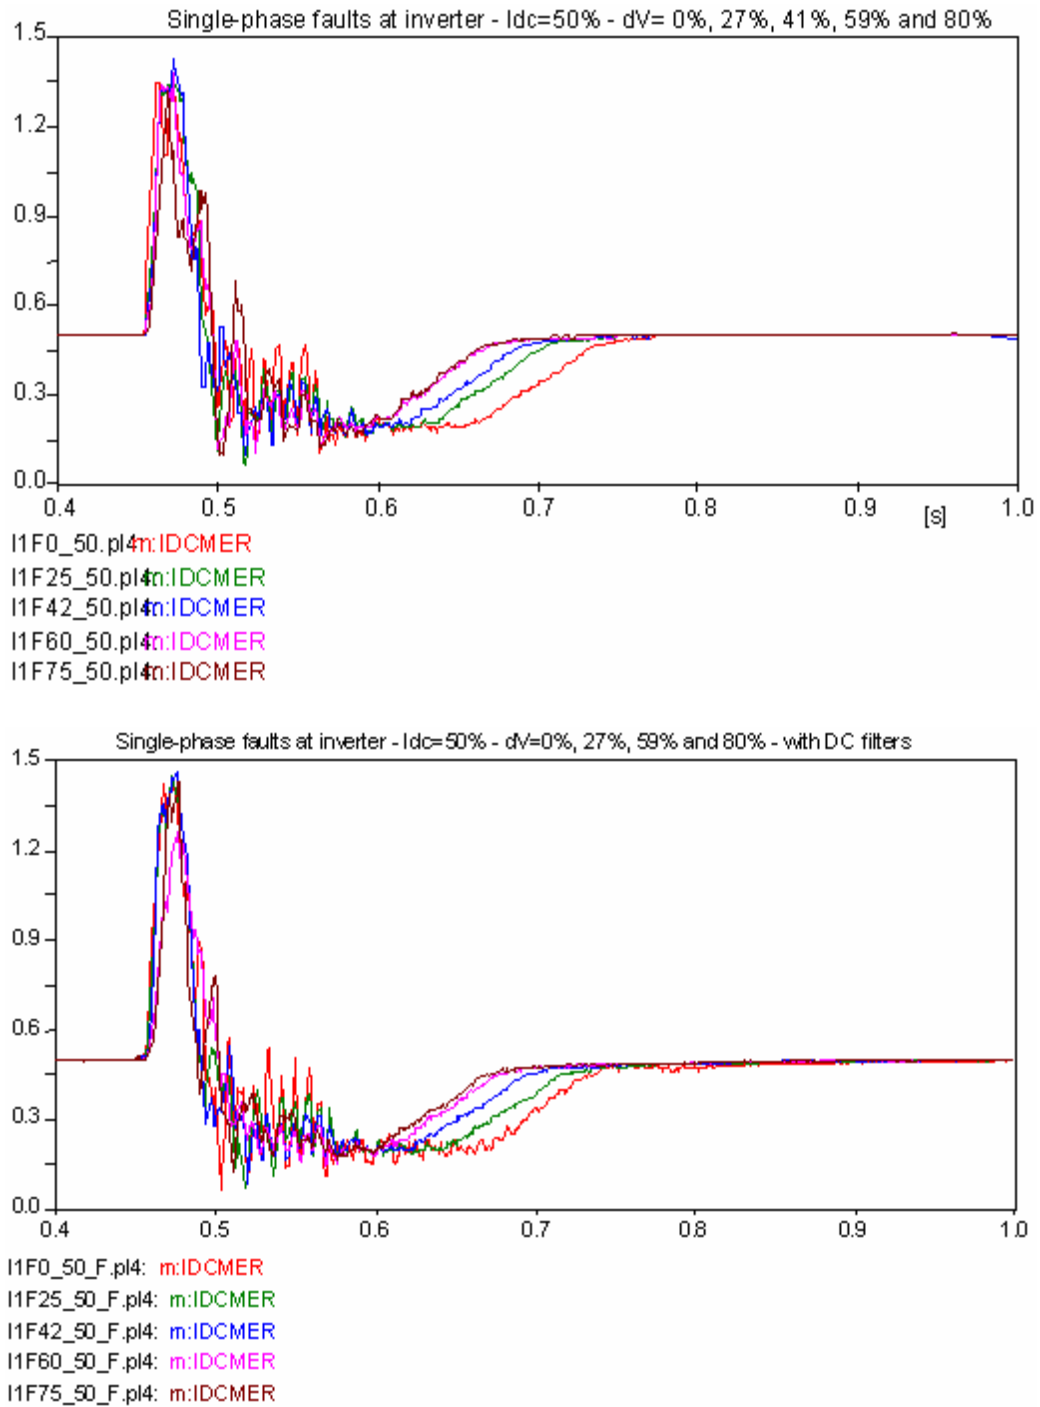 Single-phase faults at inverter - Idc=50% - dV= 0%, 27%, 41%, 59% and 80%
1.5
1.2
0.9
0.6
0.3
0.0
0.4 0.5 0.6 0.7 0.8 0.9 [s] 1.0
I1F0_50.pl4: m:IDCMER
I1F25_50.pl4: m:IDCMER
I1F42_50.pl4: m:IDCMER
I1F60_50.pl4: m:IDCMER
I1F75_50.pl4: m:IDCMER
Single-phase faults at inverter - Idc=50% - dV=0%, 27%, 59% and 80% - with DC filters
1.5
1.2
0.9
0.6
0.3
0.0
0.4 0.5 0.6 0.7 0.8 0.9 1.0
I1F0_50_F.pl4: m:IDCMER
I1F25_50_F.pl4: m:IDCMER
I1F42_50_F.pl4: m:IDCMER
I1F60_50_F.pl4: m:IDCMER
I1F75_50_F.pl4: m:IDCMER